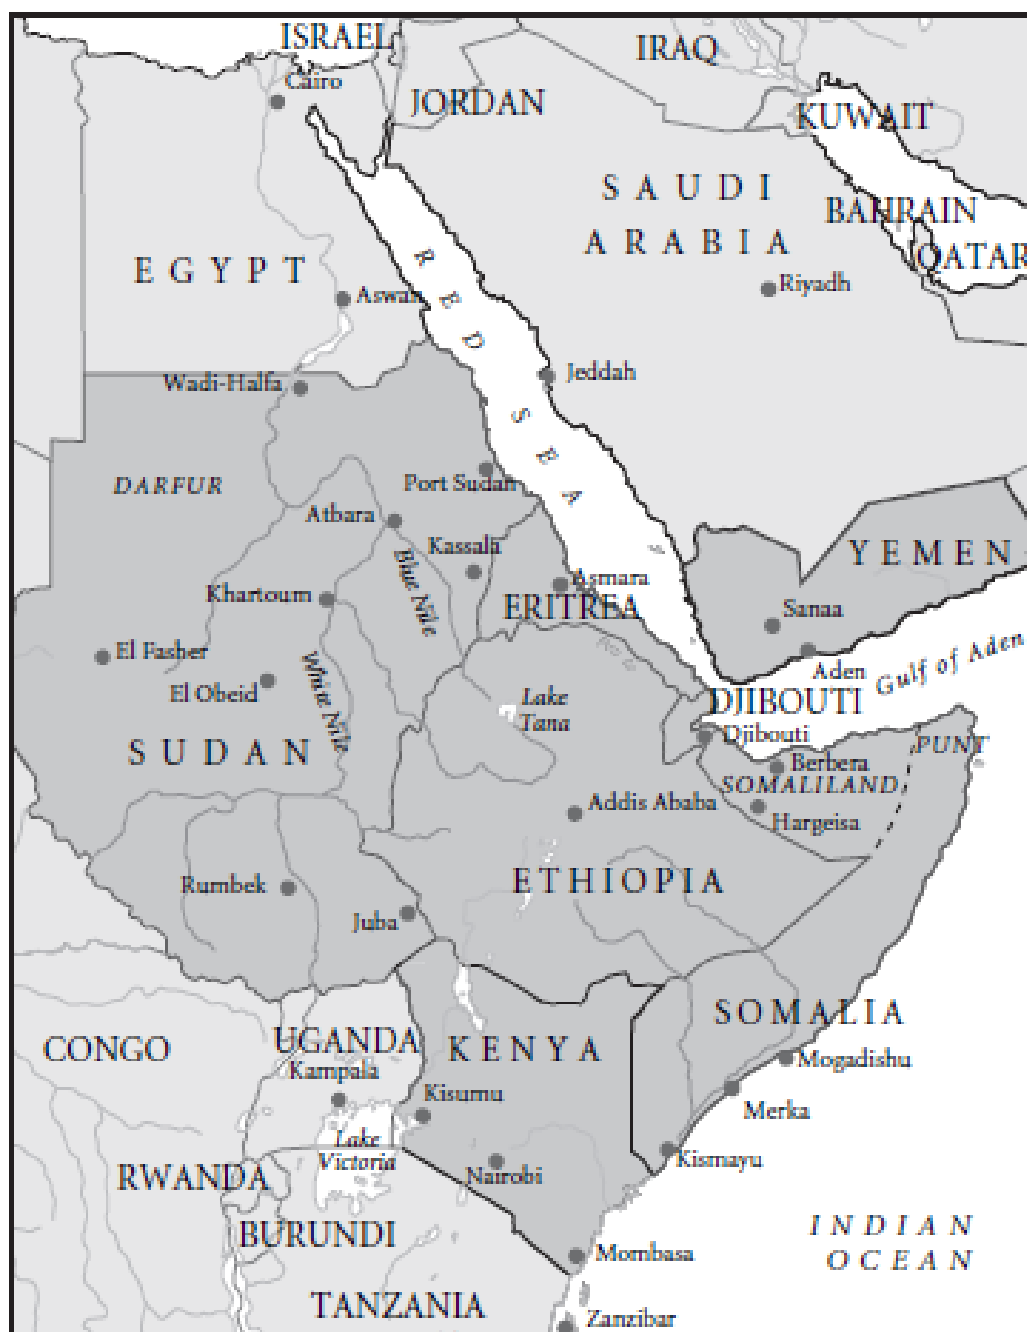 ISRAEL
IRAQ
Cairo
JORDAN
KUWAIT
SAUDI
ARABIA
BAHRAIN
QATAR
EGYPT
RED SEA
Riyadh
Aswan
Jeddah
Wadi-Halfa
DARFUR
Port Sudan
Atbara
Kassala
YEMEN
Blue Nile
Asmara
Khartoum
ERITREA
Sanaa
El Fasher
Aden
Gulf of Aden
El Obeid
White Nile
Lake
Tana
DJIBOUTI
Djibouti
SUDAN
PUNT
Berbera
SOMALILAND
Addis Ababa
Hargeisa
Rumbek
ETHIOPIA
Juba
SOMALIA
UGANDA
CONGO
KENYA
Mogadishu
Kampala
Kisumu
Merka
Lake
Victoria
Kismayu
RWANDA
Nairobi
BURUNDI
INDIAN
OCEAN
Mombasa
TANZANIA
Zanzibar